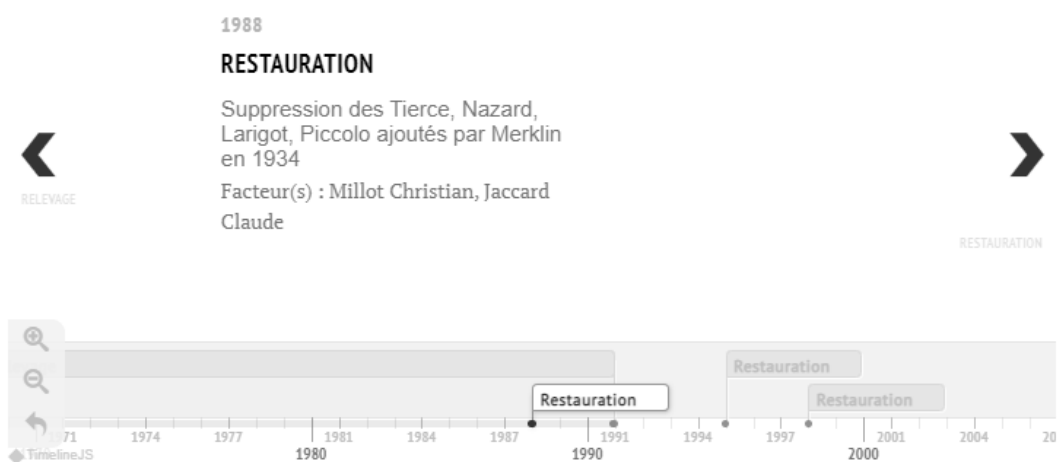 1988
RESTAURATION
Suppression des Tierce, Nazard,
Larigot, Piccolo ajoutés par Merklin
en 1934
Facteur(s) : Millot Christian, Jaccard
Claude
RELEVAGE
RESTAURATION
Restauration
Restauration
Restauration
1974
1977
1981
1984
1987
1991
1994
1997
2001
2004
TimelineJS
1980
1990
2000